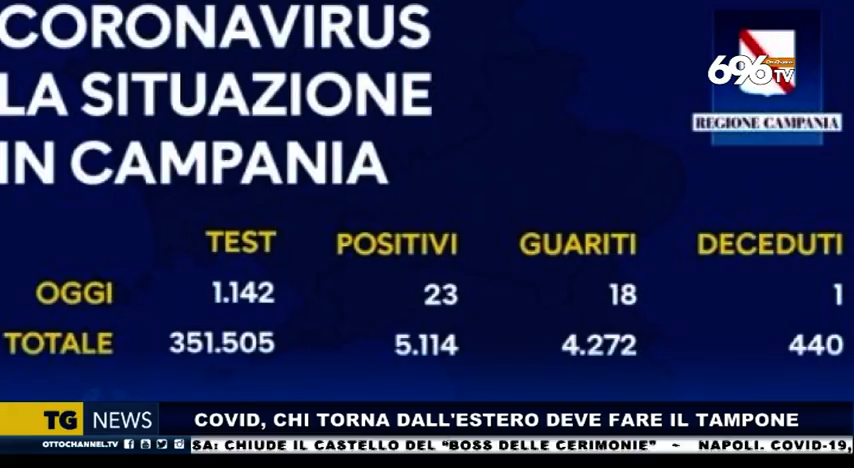 CORONAVIRUS
LA SITUAZIONE
IN CAMPANIA
696 TV
REGIONE CAMPANIA
TEST POSITIVI GUARITI DECEDUTI
OGGI 1.142 23 18 1
TOTALE 351.505 5.114 4.272 440
TG NEWS COVID, CHI TORNA DALL'ESTERO DEVE FARE IL TAMPONE
OTTOCHANNEL.TV SA: CHIUDE IL CASTELLO DEL "BOSS DELLE CERIMONIE" ~ NAPOLI. COVID-19,